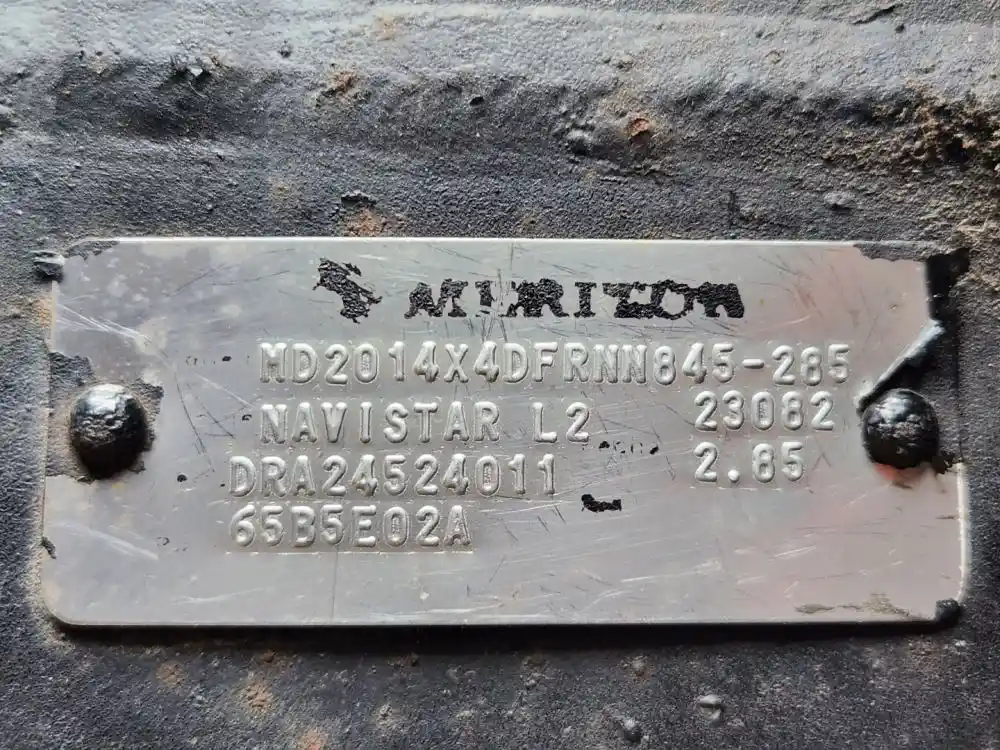 MERITOR
MD2014X4DFRNN845-285
NAVISTAR L2 23082
DRA24524011 2.85
65B5E02A